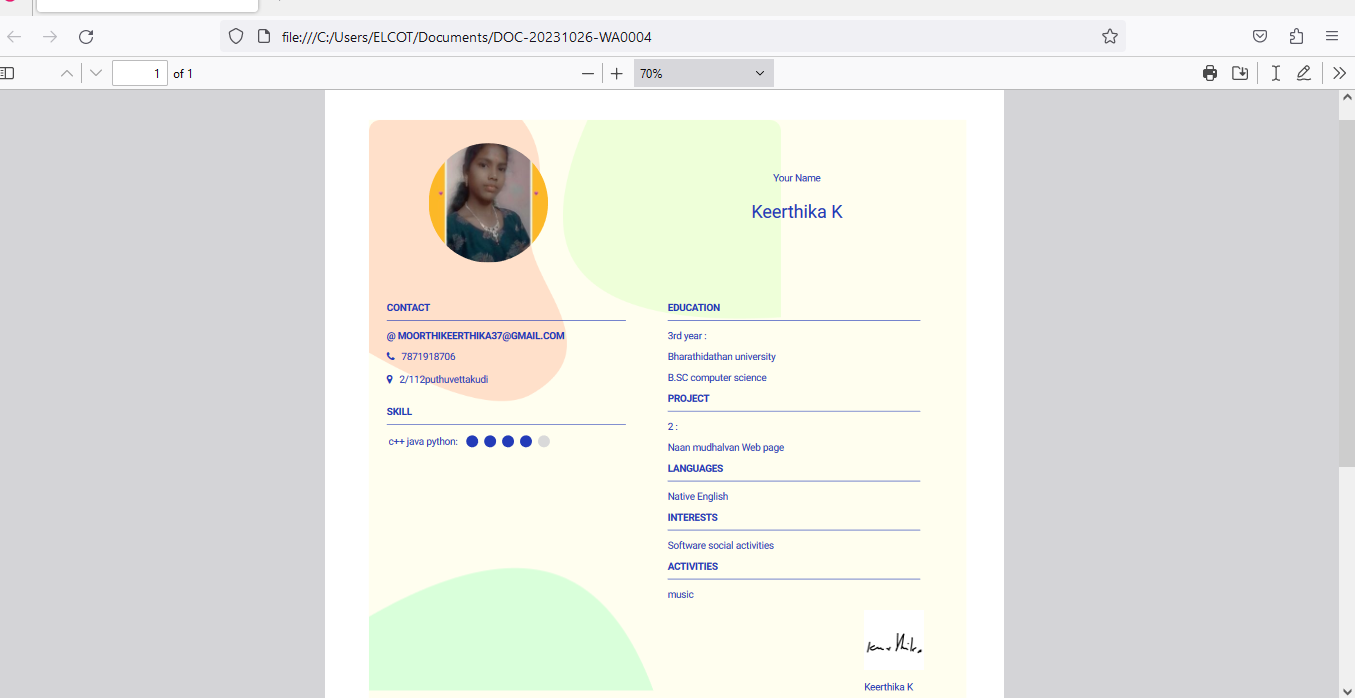 file:///C:/Users/ELCOT/Documents/DOC-20231026-WA0004
1 of 1
70%
Your Name
Keerthika K
CONTACT
@ MOORTHIKEERTHIKA37@GMAIL.COM
7871918706
2/112puthuvettakudi
SKILL
c++ java python:
EDUCATION
3rd year :
Bharathidathan university
B.SC computer science
PROJECT
2 :
Naan mudhalvan Web page
LANGUAGES
Native English
INTERESTS
Software social activities
ACTIVITIES
music
Keerthika K